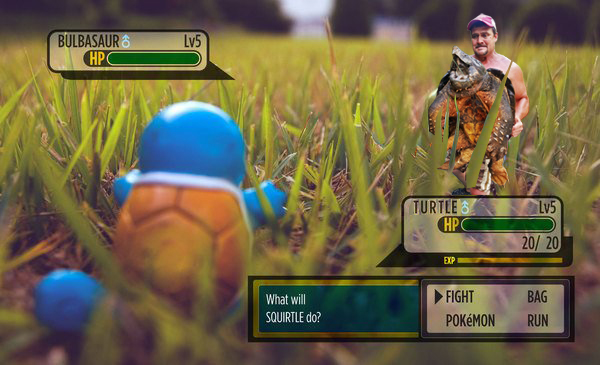 BULBASAUR♂ Lv5
HP
TURTLE♂ Lv5
HP
20/ 20
EXP
What will
SQUIRTLE do?
▶FIGHT BAG
POKéMON RUN